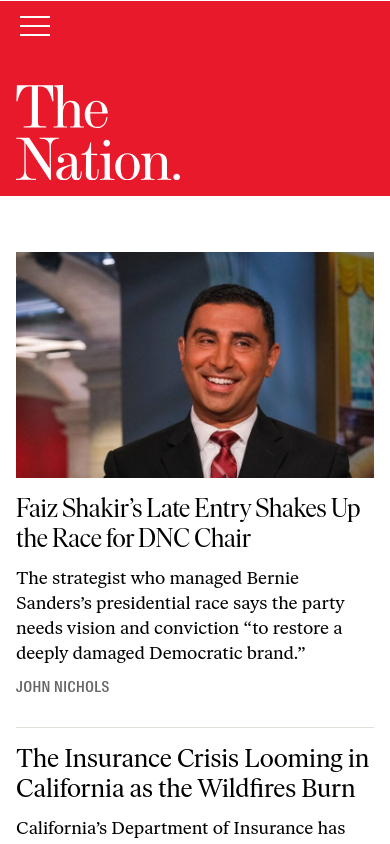 The
Nation.
Faiz Shakir’s Late Entry Shakes Up
the Race for DNC Chair
The strategist who managed Bernie
Sanders’s presidential race says the party
needs vision and conviction “to restore a
deeply damaged Democratic brand.”
JOHN NICHOLS
The Insurance Crisis Looming in
California as the Wildfires Burn
California’s Department of Insurance has